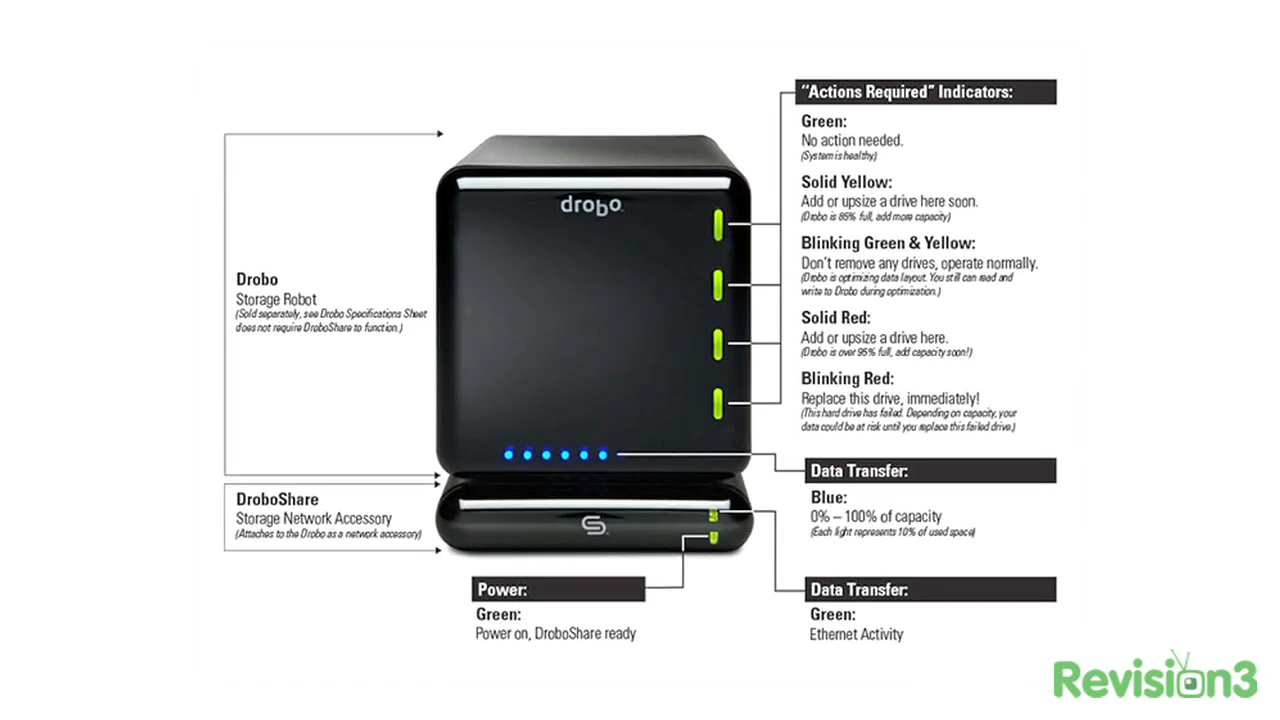 "Actions Required" Indicators:
Green:
No action needed.
(System is healthy)
Solid Yellow:
Add or upsize a drive here soon.
(Drobo is 85% full, add more capacity)
Blinking Green & Yellow:
Don't remove any drives, operate normally.
(Drobo is optimizing data layout. You still can read and
write to Drobo during optimization.)
Solid Red:
Add or upsize a drive here.
(Drobo is over 95% full, add capacity soon!)
Blinking Red:
Replace this drive, immediately!
(This hard drive has failed. Depending on capacity, your
data could be at risk until you replace this failed drive.)
drobo
Drobo
Storage Robot
(Sold separately, see Drobo Specifications Sheet
does not require DroboShare to function.)
Data Transfer:
Blue:
0% – 100% of capacity
(Each light represents 10% of used space)
DroboShare
Storage Network Accessory
(Attaches to the Drobo as a network accessory)
Power:
Green:
Power on, DroboShare ready
Data Transfer:
Green:
Ethernet Activity
Revision3